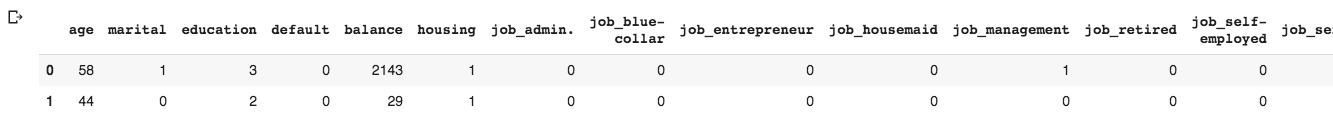 age marital education default balance housing job_admin. job_blue-collar job_entrepreneur job_housemaid job_management job_retired job_self-employed
0 58 1 3 0 2143 1 0 0 0 0 1 0 0
1 44 0 2 0 29 1 0 0 0 0 0 0 0